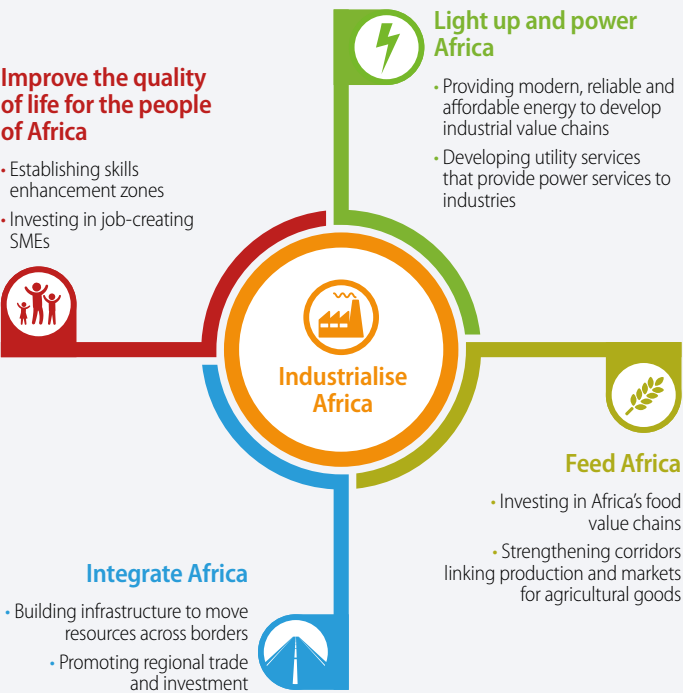 Light up and power
Africa
• Providing modern, reliable and
affordable energy to develop
industrial value chains
• Developing utility services
that provide power services to
industries
Improve the quality
of life for the people
of Africa
• Establishing skills
enhancement zones
• Investing in job-creating
SMEs
Industrialise
Africa
Feed Africa
• Investing in Africa’s food
value chains
• Strengthening corridors
linking production and markets
for agricultural goods
Integrate Africa
• Building infrastructure to move
resources across borders
• Promoting regional trade
and investment